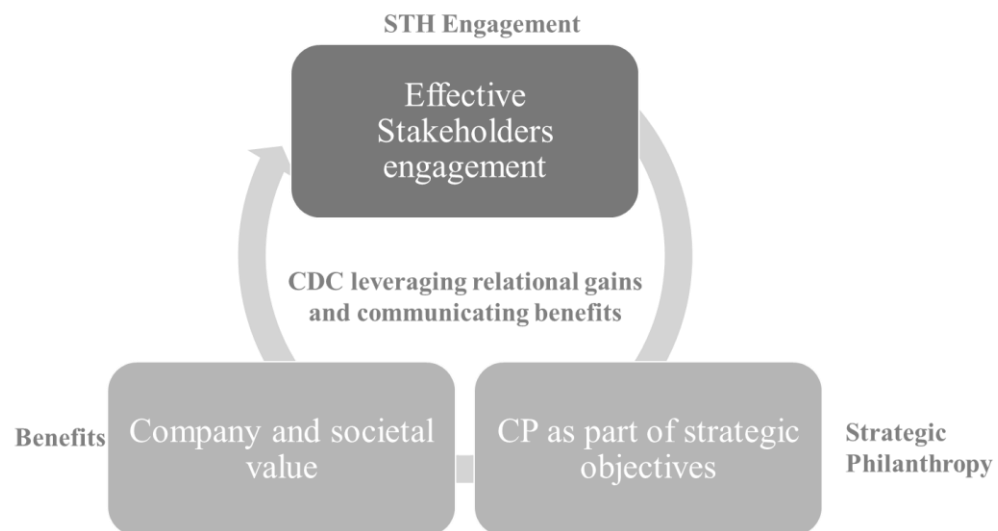 STH Engagement
Effective
Stakeholders
engagement
CDC leveraging relational gains
and communicating benefits
Benefits
Company and societal
value
CP as part of strategic
objectives
Strategic
Philanthropy